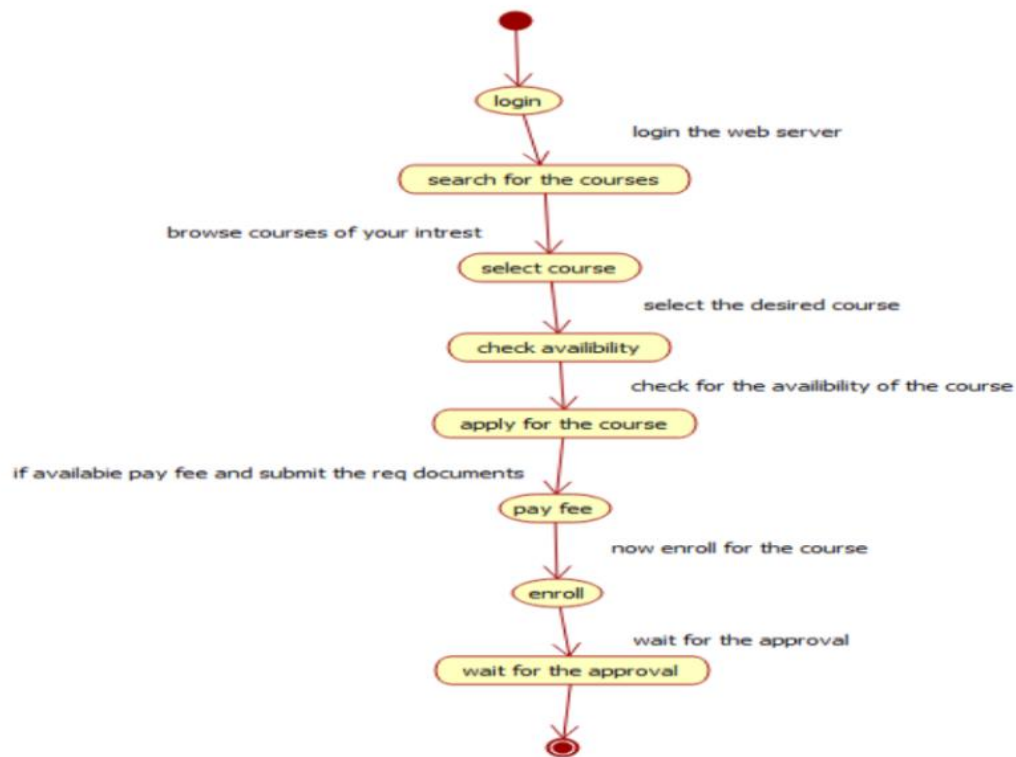 login
login the web server
search for the courses
browse courses of your intrest
select course
select the desired course
check availibility
check for the availibility of the course
apply for the course
if availabie pay fee and submit the req documents
pay fee
now enroll for the course
enroll
wait for the approval
wait for the approval